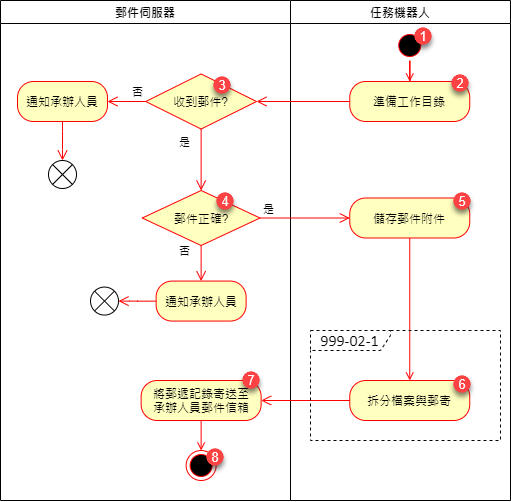 郵件伺服器
任務機器人
1
2
準備工作目錄
3
收到郵件?
否
通知承辦人員
是
4
郵件正確?
是
5
儲存郵件附件
否
通知承辦人員
999-02-1
6
拆分檔案與郵寄
7
將郵遞記錄寄送至
承辦人員郵件信箱
8